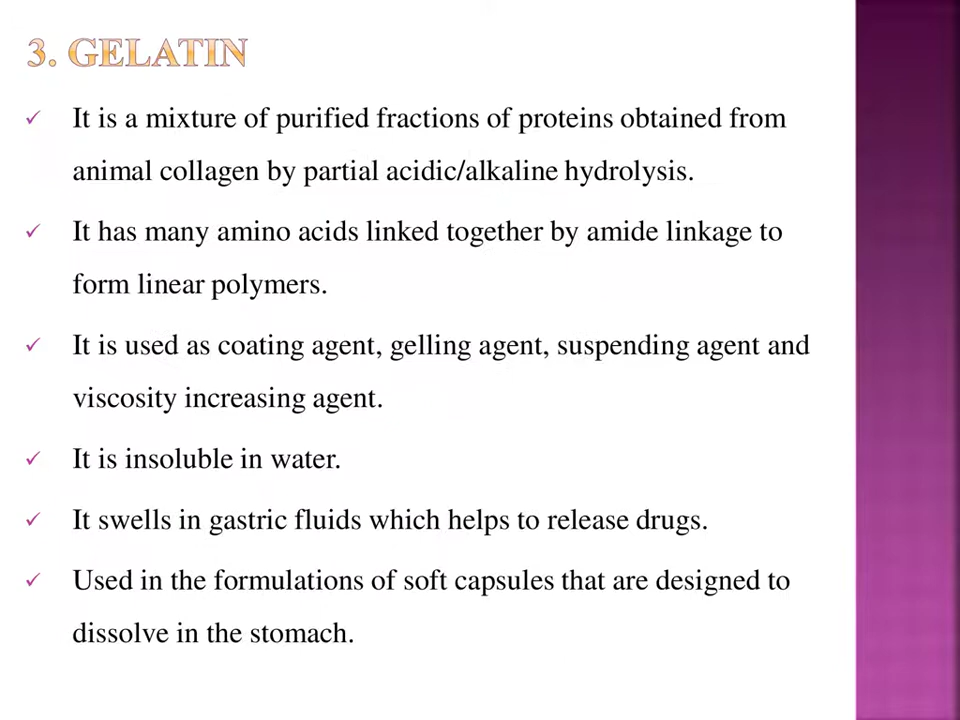 3. GELATIN
✓ It is a mixture of purified fractions of proteins obtained from
animal collagen by partial acidic/alkaline hydrolysis.
✓ It has many amino acids linked together by amide linkage to
form linear polymers.
✓ It is used as coating agent, gelling agent, suspending agent and
viscosity increasing agent.
✓ It is insoluble in water.
✓ It swells in gastric fluids which helps to release drugs.
✓ Used in the formulations of soft capsules that are designed to
dissolve in the stomach.